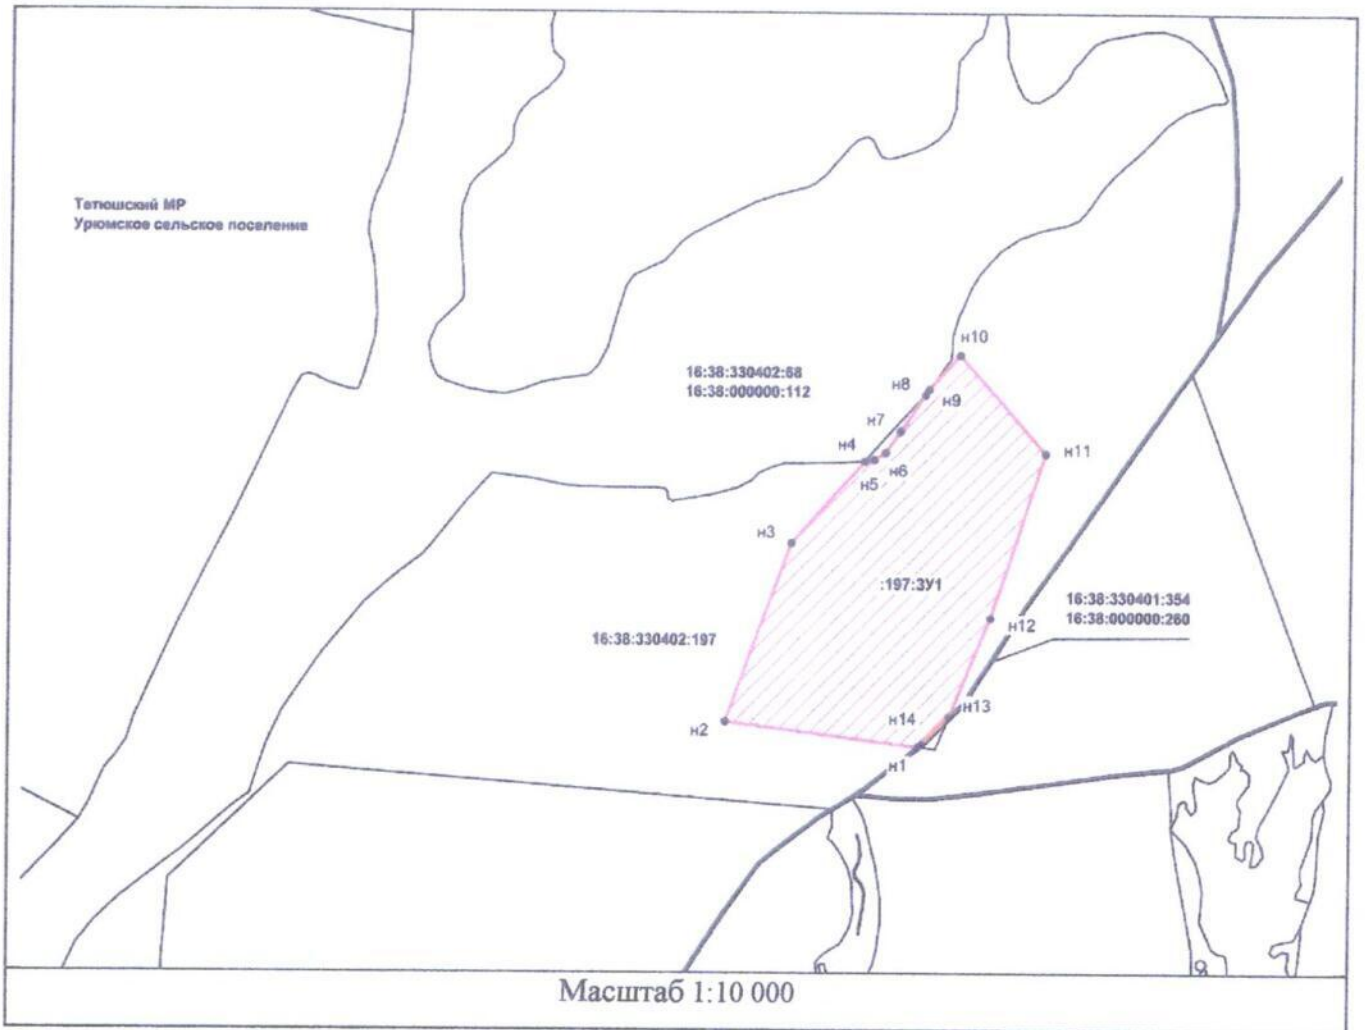 Тетюшский МР
Урюмское сельское поселение
н10
16:38:330402:68
16:38:000000:112
н8
н9
н7
н4
н6
н11
н5
н3
:197:ЗУ1
16:38:330401:354
16:38:000000:260
н12
16:38:330402:197
н13
н14
н2
н1
Масштаб 1:10 000